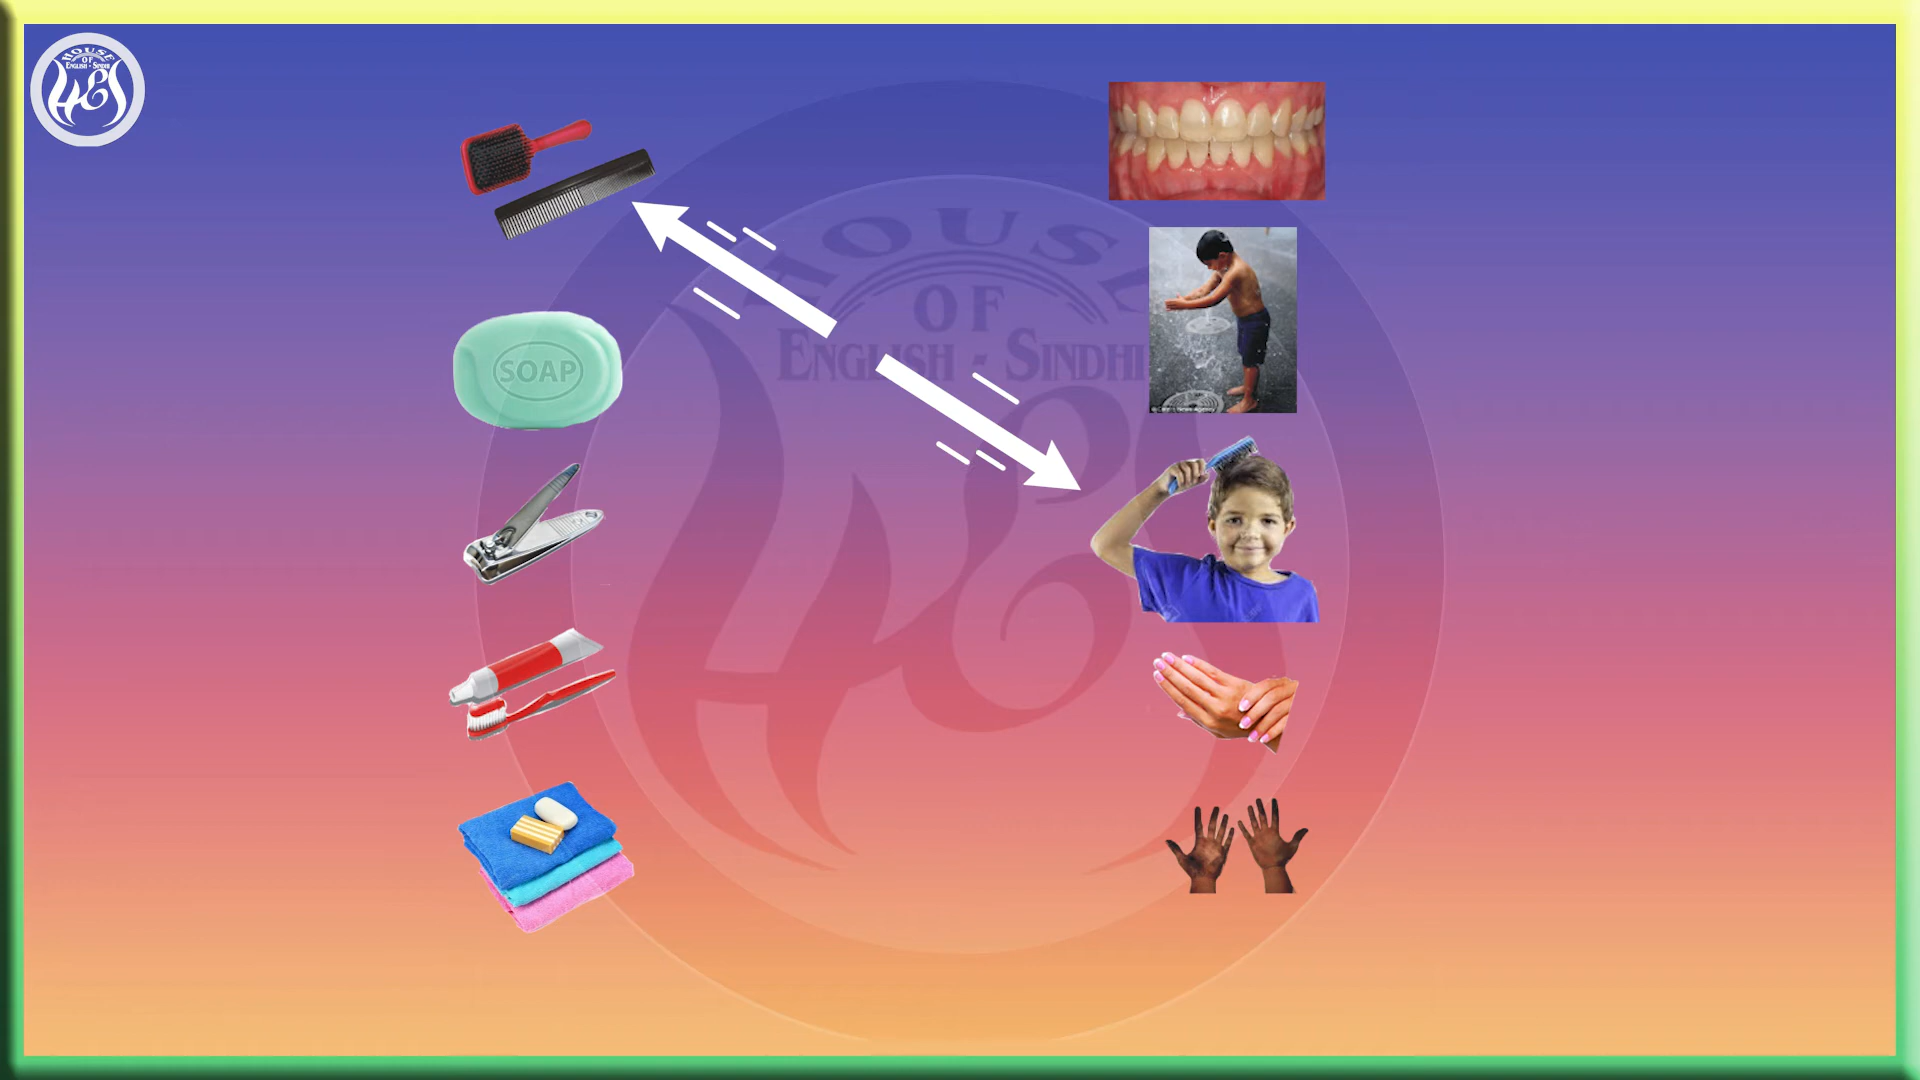 HOUSE
OF
ENGLISH - SINDHI
HOUSE
OF
ENGLISH - SINDHI
SOAP